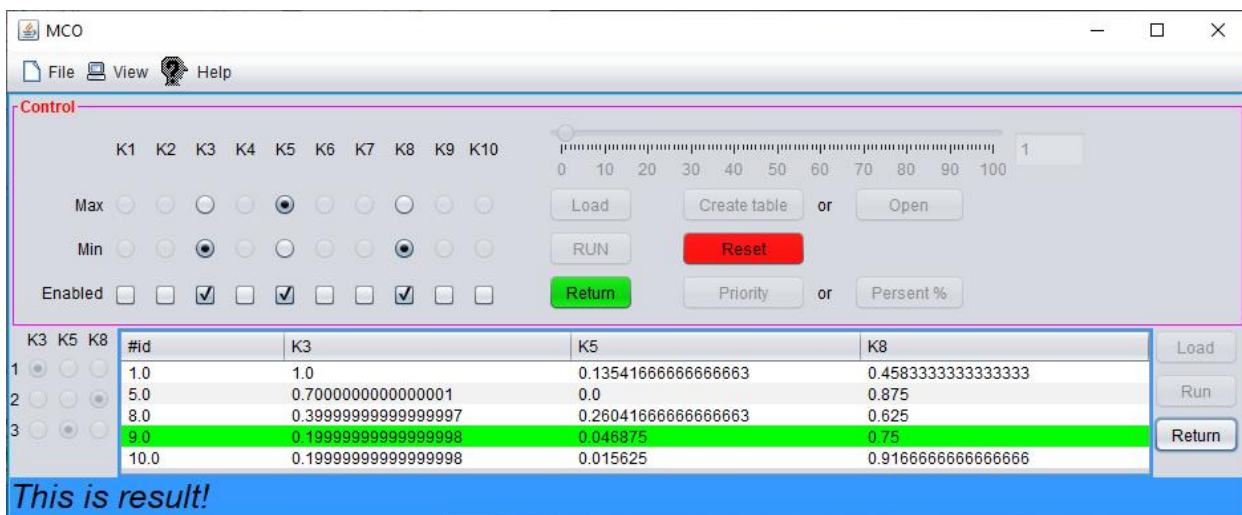 MCO
File View Help
Control
K1 K2 K3 K4 K5 K6 K7 K8 K9 K10
1
0 10 20 30 40 50 60 70 80 90 100
Max Load Create table or Open
Min RUN Reset
Enabled Return Priority or Persent %
K3 K5 K8 #id K3 K5 K8 Load
1 1.0 1.0 0.13541666666666663 0.4583333333333333
2 5.0 0.7000000000000001 0.0 0.875 Run
8.0 0.39999999999999997 0.26041666666666663 0.625
3 9.0 0.19999999999999998 0.046875 0.75 Return
10.0 0.19999999999999998 0.015625 0.9166666666666666
This is result!